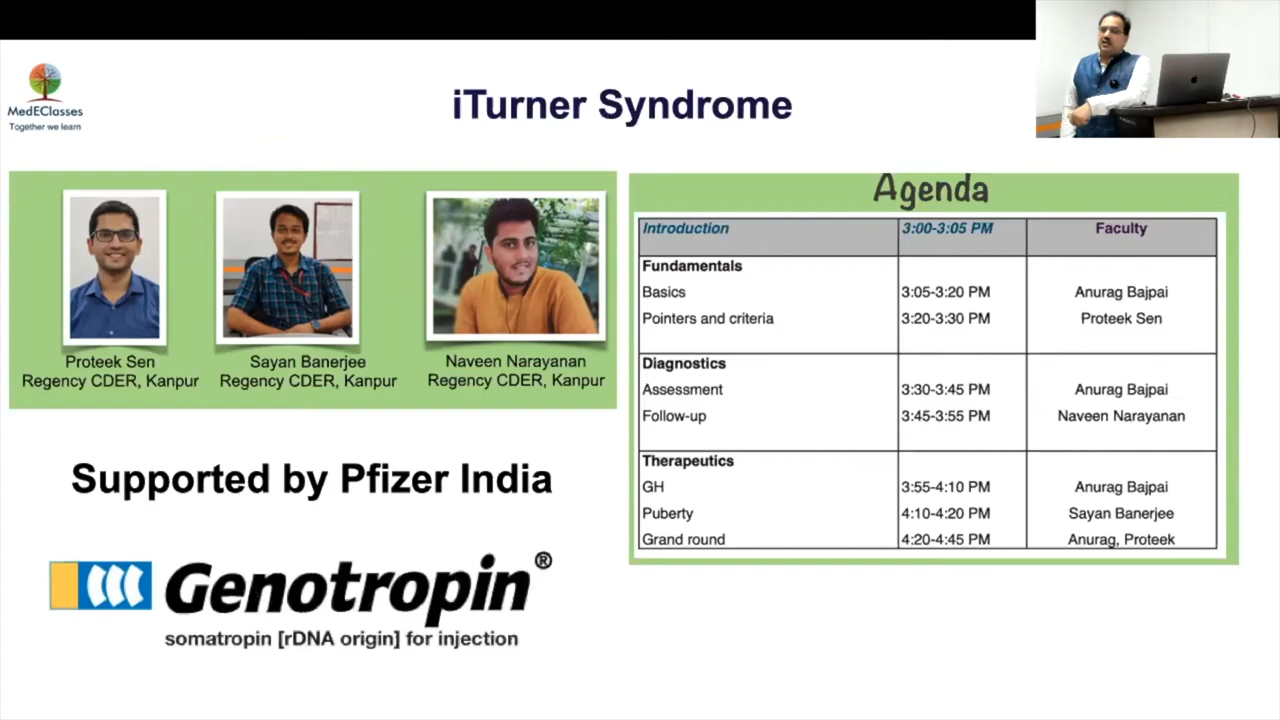 MedEClasses
Together we learn
iTurner Syndrome
Proteek Sen
Regency CDER, Kanpur
Sayan Banerjee
Regency CDER, Kanpur
Naveen Narayanan
Regency CDER, Kanpur
Supported by Pfizer India
Genotropin®
somatropin [rDNA origin] for injection
Agenda
Introduction 3:00-3:05 PM Faculty
Fundamentals
Basics 3:05-3:20 PM Anurag Bajpai
Pointers and criteria 3:20-3:30 PM Proteek Sen
Diagnostics
Assessment 3:30-3:45 PM Anurag Bajpai
Follow-up 3:45-3:55 PM Naveen Narayanan
Therapeutics
GH 3:55-4:10 PM Anurag Bajpai
Puberty 4:10-4:20 PM Sayan Banerjee
Grand round 4:20-4:45 PM Anurag, Proteek